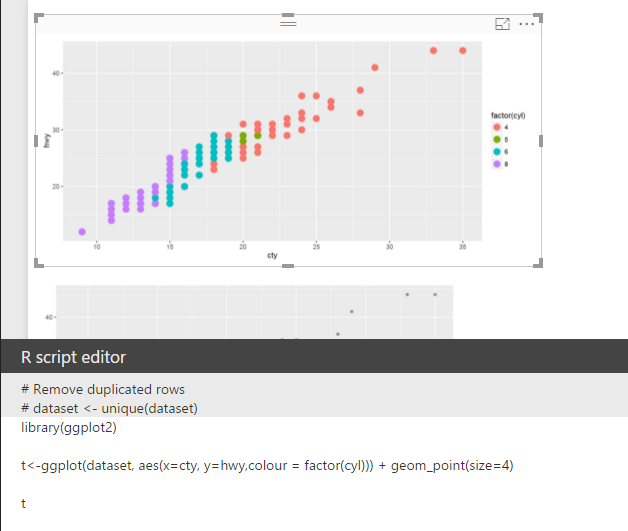 40
30
20
hwy
10
15
20
25
30
35
cty
factor(cyl)
4
5
6
8
40
R script editor
# Remove duplicated rows
# dataset <- unique(dataset)
library(ggplot2)
t<-ggplot(dataset, aes(x=cty, y=hwy,colour = factor(cyl))) + geom_point(size=4)
t